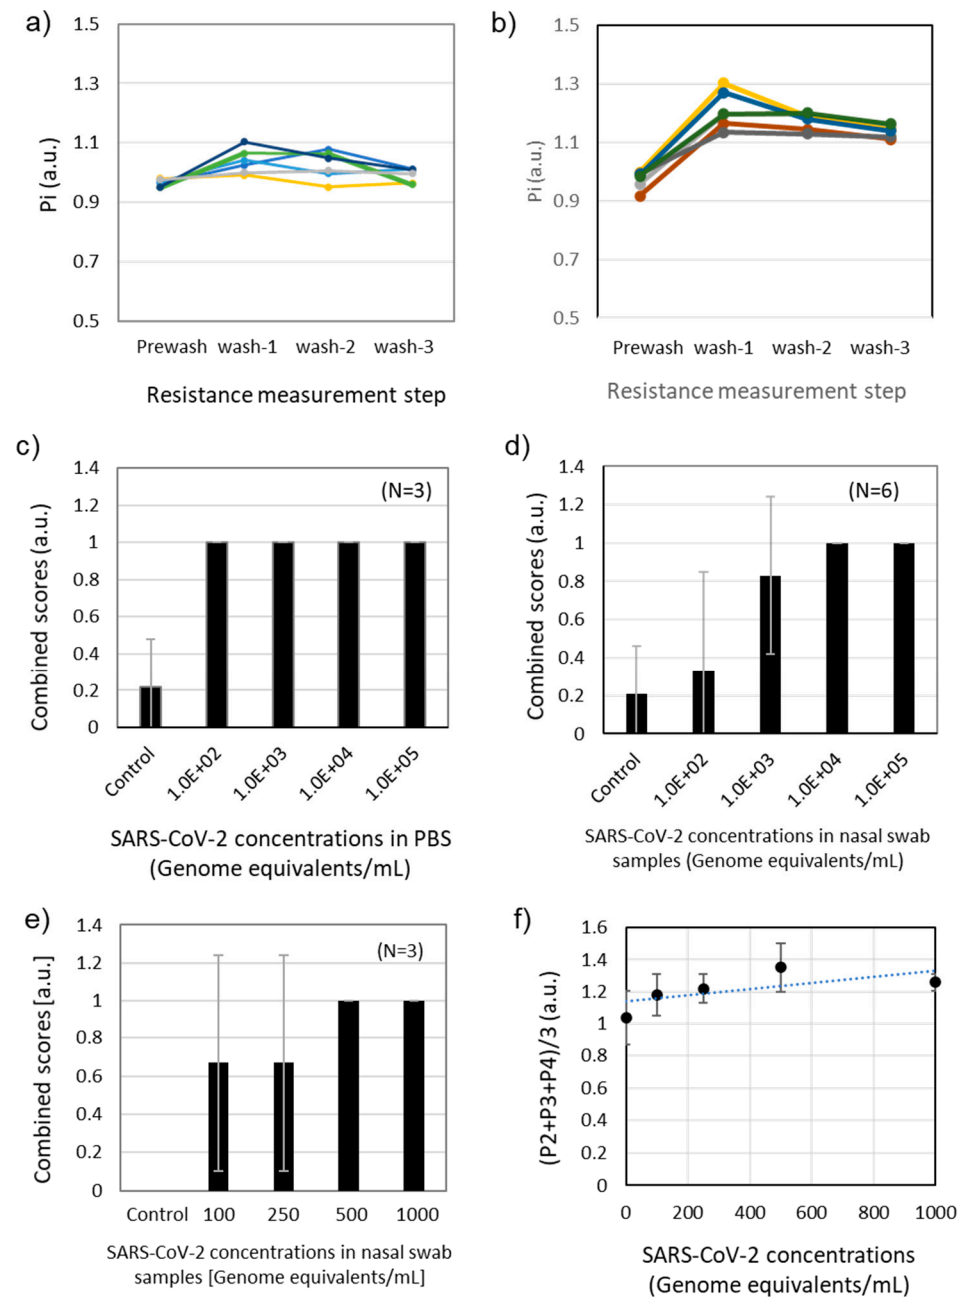 a)
1.5
1.3
1.1
0.9
0.7
0.5
Pi (a.u.)
Prewash wash-1 wash-2 wash-3
Resistance measurement step
b)
1.5
1.3
1.1
0.9
0.7
0.5
Pi (a.u.)
Prewash wash-1 wash-2 wash-3
Resistance measurement step
c)
1.4
1.2
1
0.8
0.6
0.4
0.2
0
Combined scores (a.u.)
(N=3)
Control 1.0E+02 1.0E+03 1.0E+04 1.0E+05
SARS-CoV-2 concentrations in PBS
(Genome equivalents/mL)
d)
1.4
1.2
1
0.8
0.6
0.4
0.2
0
Combined scores (a.u.)
(N=6)
Control 1.0E+02 1.0E+03 1.0E+04 1.0E+05
SARS-CoV-2 concentrations in nasal swab
samples (Genome equivalents/mL)
e)
1.4
1.2
1
0.8
0.6
0.4
0.2
0
Combined scores [a.u.]
(N=3)
Control 100 250 500 1000
SARS-CoV-2 concentrations in nasal swab
samples [Genome equivalents/mL]
f)
1.6
1.4
1.2
1
0.8
0.6
0.4
0.2
0
(P2+P3+P4)/3 (a.u.)
0 200 400 600 800 1000
SARS-CoV-2 concentrations
(Genome equivalents/mL)